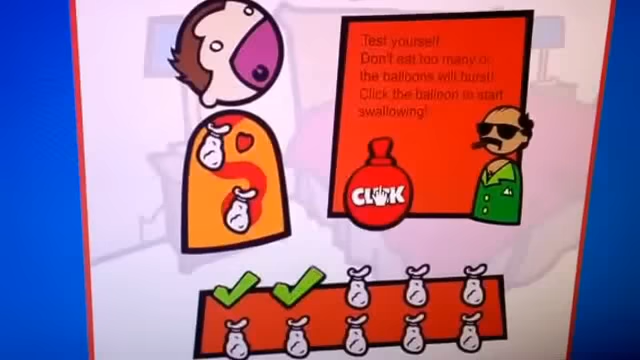 Test yourself!
Don't eat too many or
the balloons will burst!
Click the balloon to start
swallowing!
CLICK